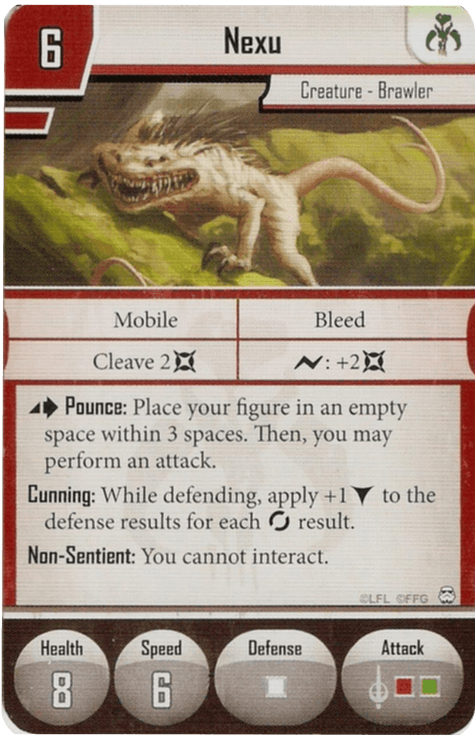 6
Nexu
Creature - Brawler
Mobile
Bleed
Cleave 2
: +2
Pounce: Place your figure in an empty
space within 3 spaces. Then, you may
perform an attack.
Cunning: While defending, apply +1 to the
defense results for each result.
Non-Sentient: You cannot interact.
©LFL ©FFG
Health
Speed
Defense
Attack
8
6